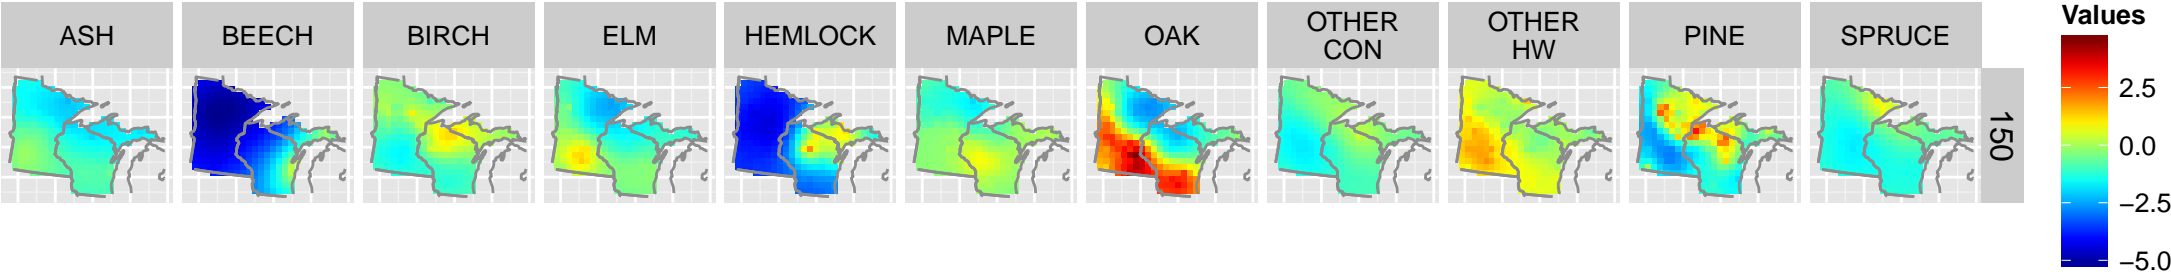 ASH
BEECH
BIRCH
ELM
HEMLOCK
MAPLE
OAK
OTHER
CON
OTHER
HW
PINE
SPRUCE
150
Values
2.5
0.0
−2.5
−5.0